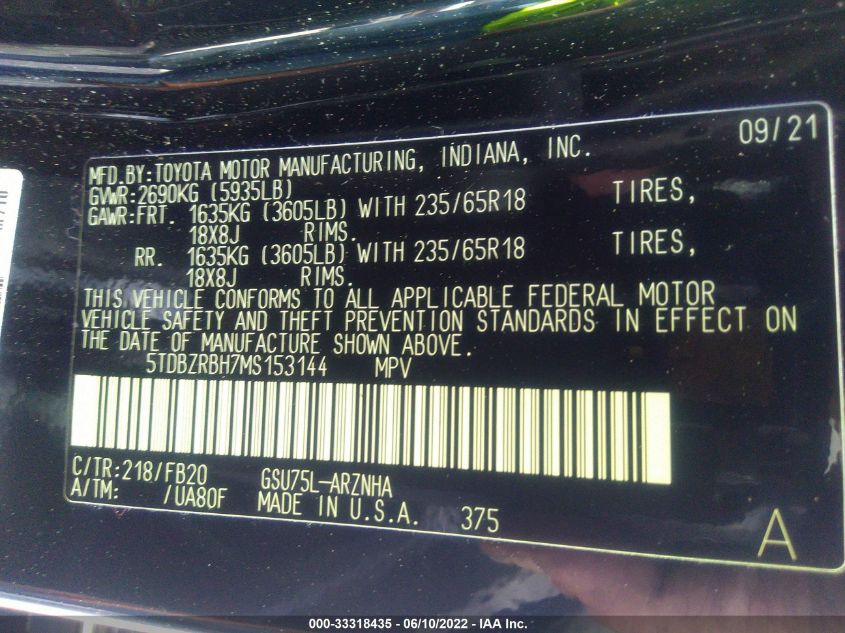 09/21
MFD.BY:TOYOTA MOTOR MANUFACTURING, INDIANA, INC.
GVWR:2690KG (5935LB)
GAWR:FRT. 1635KG (3605LB) WITH 235/65R18 TIRES,
18X8J RIMS.
RR. 1635KG (3605LB) WITH 235/65R18 TIRES,
18X8J RIMS.
THIS VEHICLE CONFORMS TO ALL APPLICABLE FEDERAL MOTOR
VEHICLE SAFETY AND THEFT PREVENTION STANDARDS IN EFFECT ON
THE DATE OF MANUFACTURE SHOWN ABOVE.
5TDBZRBH7MS153144 MPV
C/TR:218/FB20 GSU75L-ARZNHA
A/TM: /UA80F MADE IN U.S.A. 375
A
000-33318435 - 06/10/2022 - IAA Inc.